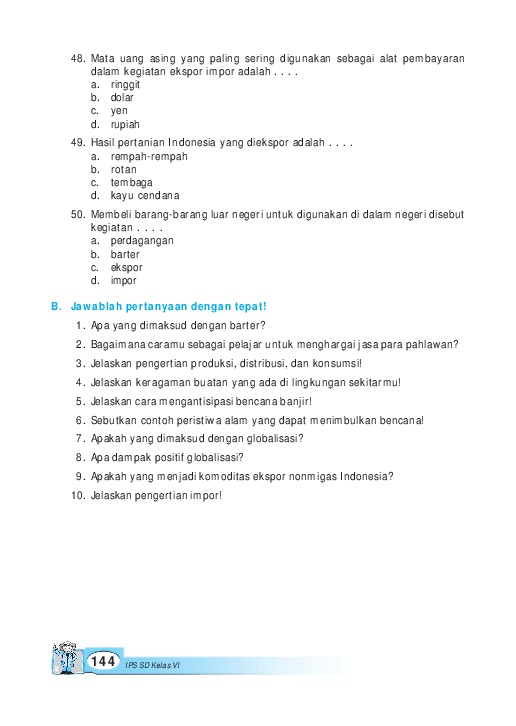 48. Mata uang asing yang paling sering digunakan sebagai alat pembayaran
dalam kegiatan ekspor impor adalah . . . .
a. ringgit
b. dolar
c. yen
d. rupiah
49. Hasil pertanian Indonesia yang diekspor adalah . . . .
a. rempah-rempah
b. rotan
c. tembaga
d. kayu cendana
50. Membeli barang-barang luar negeri untuk digunakan di dalam negeri disebut
kegiatan . . . .
a. perdagangan
b. barter
c. ekspor
d. impor
B. Jawablah pertanyaan dengan tepat!
1. Apa yang dimaksud dengan barter?
2. Bagaimana caramu sebagai pelajar untuk menghargai jasa para pahlawan?
3. Jelaskan pengertian produksi, distribusi, dan konsumsi!
4. Jelaskan keragaman buatan yang ada di lingkungan sekitarmu!
5. Jelaskan cara mengantisipasi bencana banjir!
6. Sebutkan contoh peristiwa alam yang dapat menimbulkan bencana!
7. Apakah yang dimaksud dengan globalisasi?
8. Apa dampak positif globalisasi?
9. Apakah yang menjadi komoditas ekspor nonmigas Indonesia?
10. Jelaskan pengertian impor!
144 IPS SD Kelas VI